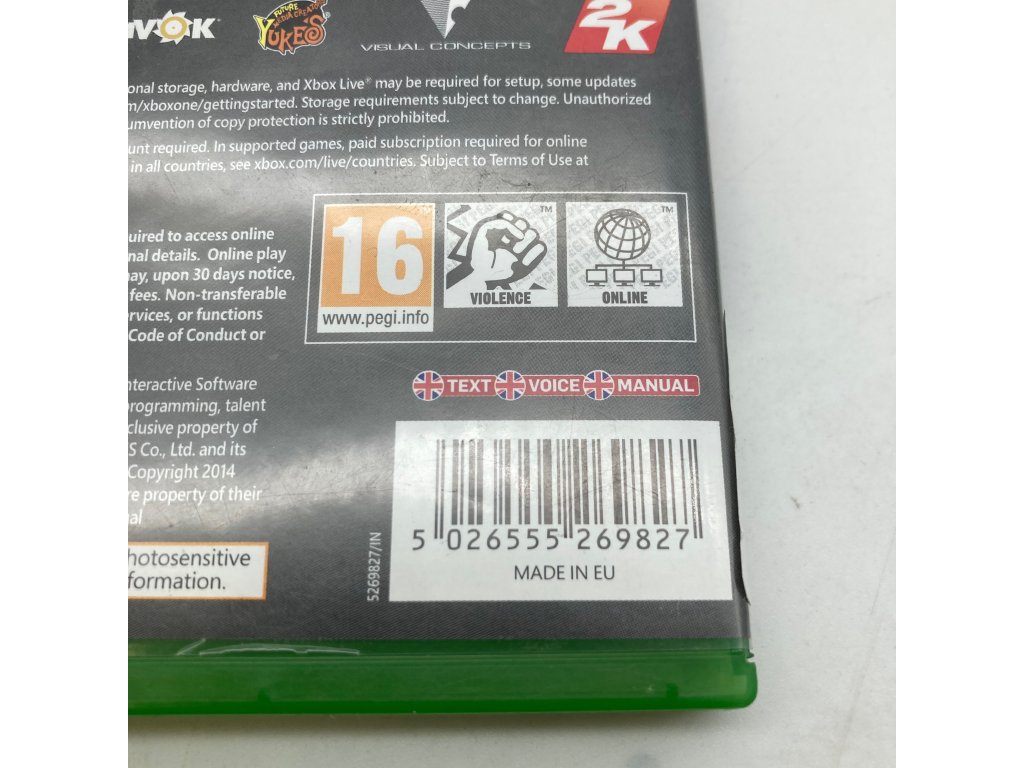 VOK
FUTURE
MEDIA CREATOR
YUKE'S
VISUAL CONCEPTS
2K
onal storage, hardware, and Xbox Live® may be required for setup, some updates
m/xboxone/gettingstarted. Storage requirements subject to change. Unauthorized
umvention of copy protection is strictly prohibited.
unt required. In supported games, paid subscription required for online
in all countries, see xbox.com/live/countries. Subject to Terms of Use at
uired to access online
nal details. Online play
may, upon 30 days notice,
fees. Non-transferable
rvices, or functions
Code of Conduct or
16
www.pegi.info
TM
VIOLENCE
TM
ONLINE
nteractive Software
programming, talent
clusive property of
S Co., Ltd. and its
Copyright 2014
re property of their
al
TEXT VOICE MANUAL
5 026555 269827
MADE IN EU
5269827/IN
hotosensitive
formation.